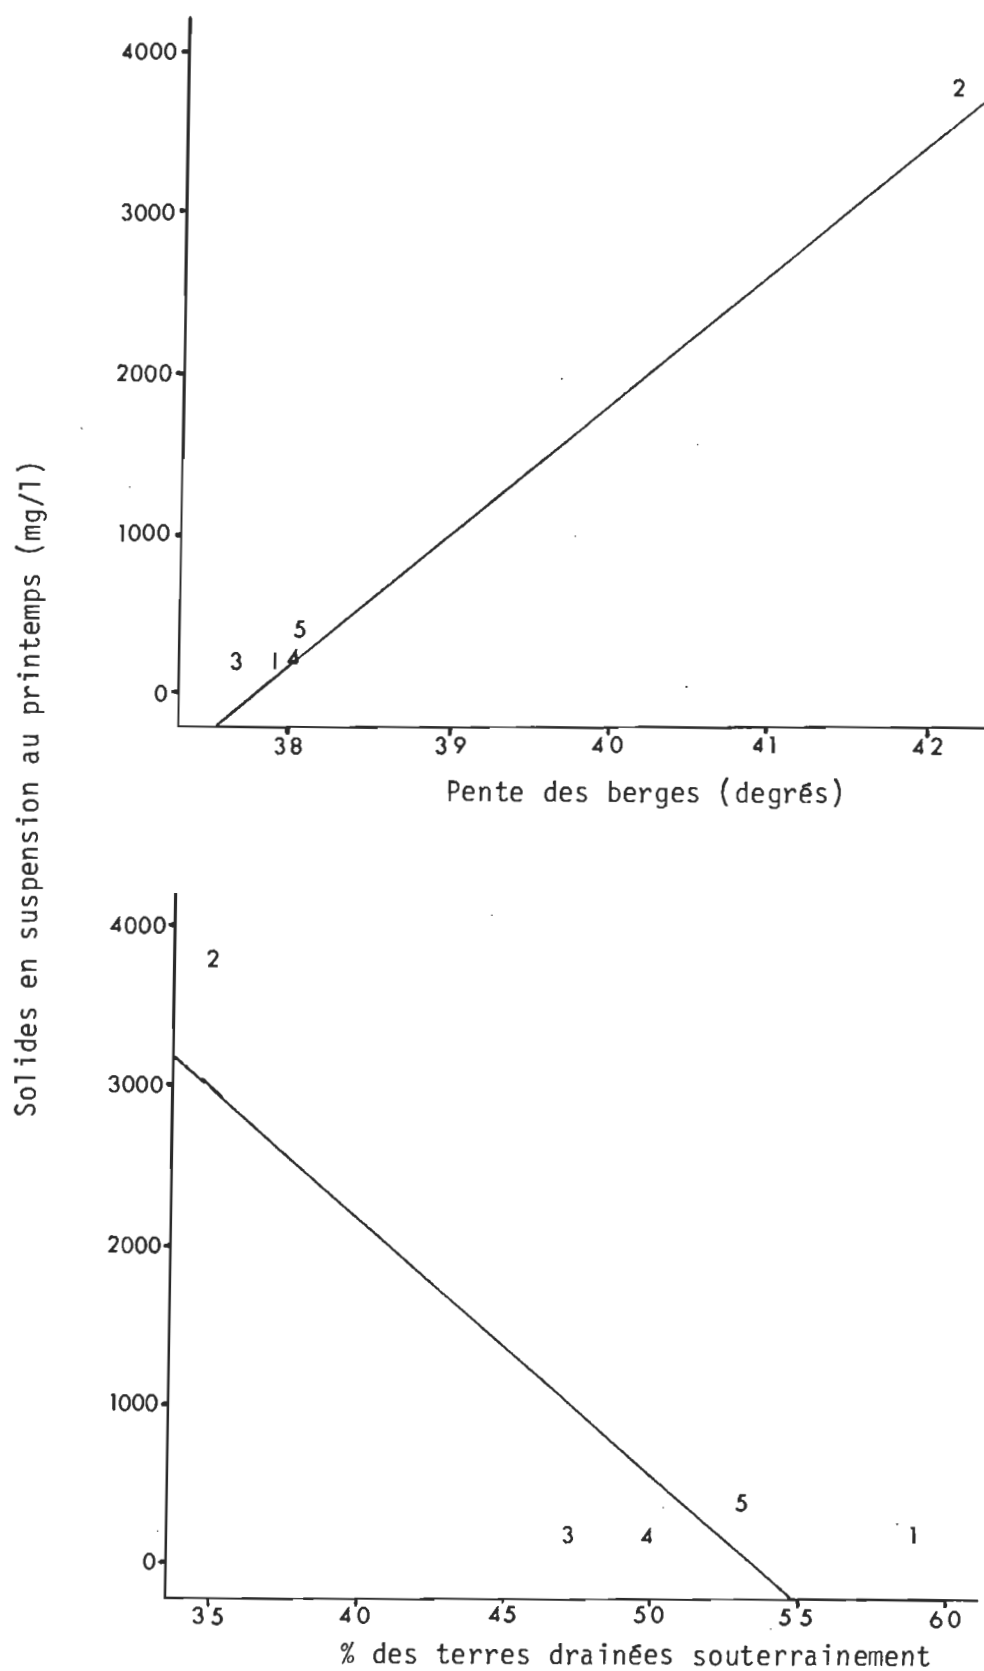 Solides en suspension au printemps (mg/l)
4000
3000
2000
1000
0
2
5
3 1 4
38 39 40 41 42
Pente des berges (degrés)
4000
3000
2000
1000
0
2
5
3 4 1
35 40 45 50 55 60
% des terres drainées souterrainement